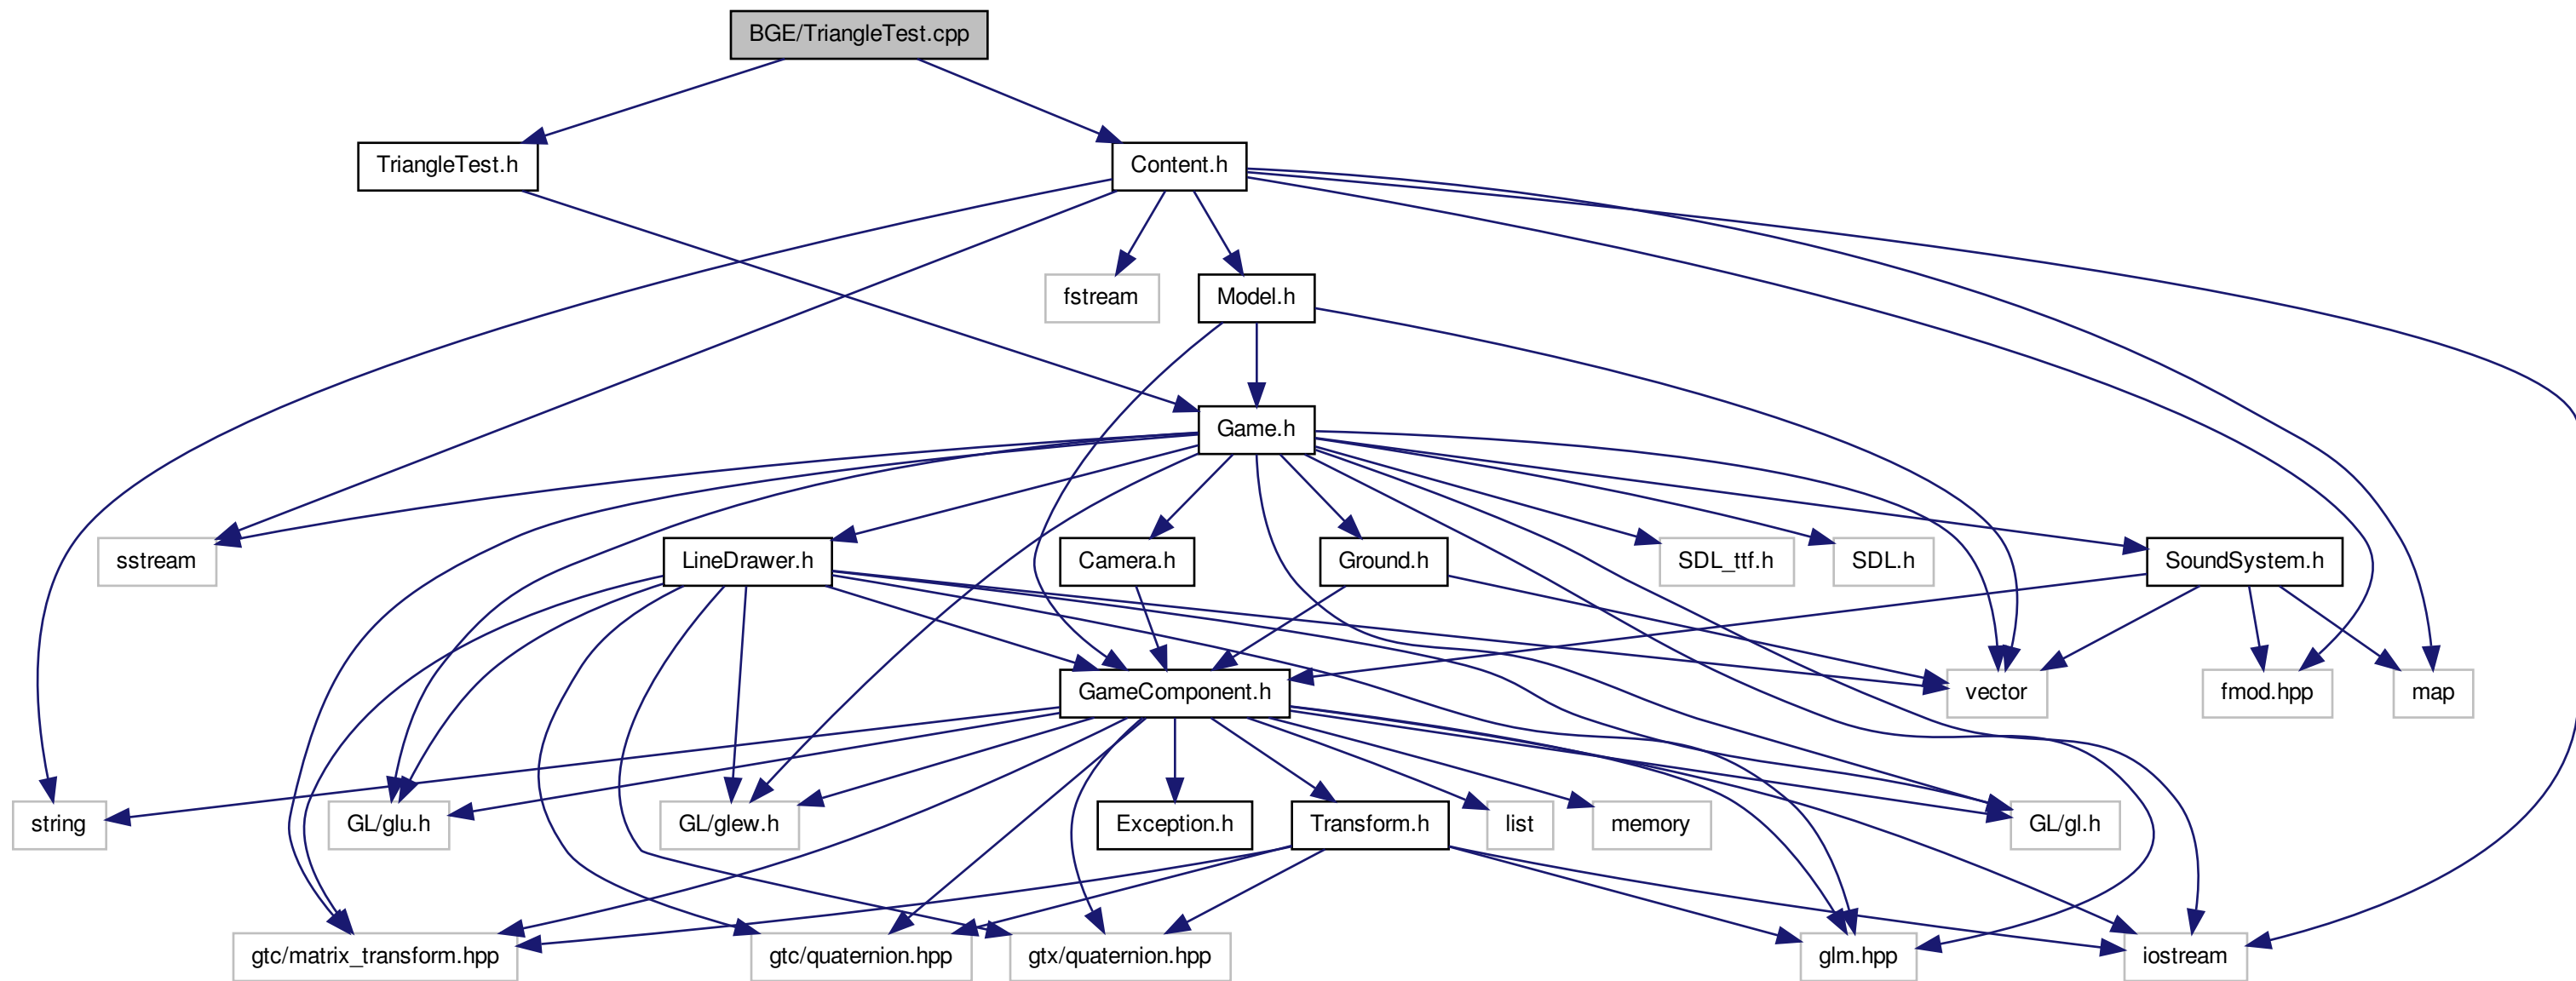 BGE/TriangleTest.cpp
TriangleTest.h
Content.h
fstream
Model.h
Game.h
sstream
LineDrawer.h
Camera.h
Ground.h
SDL_ttf.h
SDL.h
SoundSystem.h
GameComponent.h
vector
fmod.hpp
map
string
GL/glu.h
GL/glew.h
Exception.h
Transform.h
list
memory
GL/gl.h
gtc/matrix_transform.hpp
gtc/quaternion.hpp
gtx/quaternion.hpp
glm.hpp
iostream